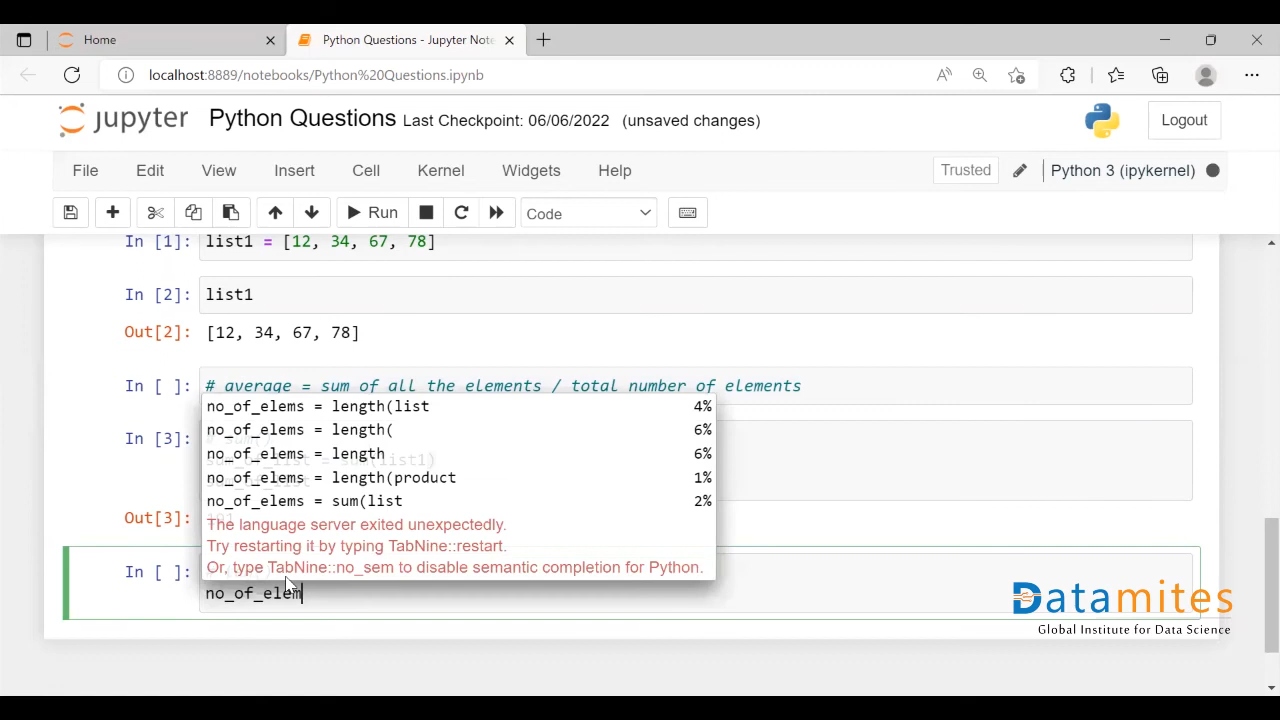 Home
Python Questions - Jupyter Note
localhost:8889/notebooks/Python%20Questions.ipynb
jupyter Python Questions Last Checkpoint: 06/06/2022 (unsaved changes)
Logout
File Edit View Insert Cell Kernel Widgets Help
Trusted Python 3 (ipykernel)
Run Code
In [1]: list1 = [12, 34, 67, 78]
In [2]: list1
Out[2]: [12, 34, 67, 78]
In [ ]: # average = sum of all the elements / total number of elements
no_of_elems = length(list 4%
no_of_elems = length( 6%
In [3]: # sum()
no_of_elems = length 6%
sum_of_list = sum(list1)
no_of_elems = length(product 1%
sum_of_list
no_of_elems = sum(list 2%
Out[3]:
The language server exited unexpectedly.
Try restarting it by typing TabNine::restart.
Or, type TabNine::no_sem to disable semantic completion for Python.
In [ ]:
no_of_elem
Datamites
Global Institute for Data Science